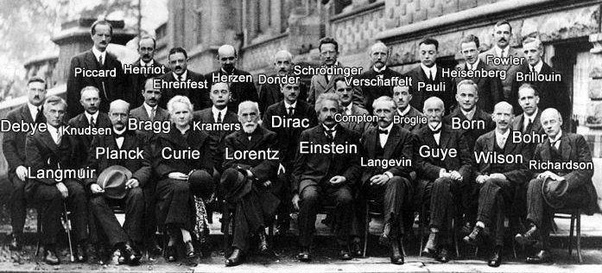 Piccard
Henriot
Ehrenfest
Herzen
Donder
Schrödinger
Verschaffelt
Pauli
Heisenberg
Fowler
Brillouin
Debye
Knudsen
Bragg
Kramers
Dirac
Compton
Broglie
Born
Bohr
Langmuir
Planck
Curie
Lorentz
Einstein
Langevin
Guye
Wilson
Richardson